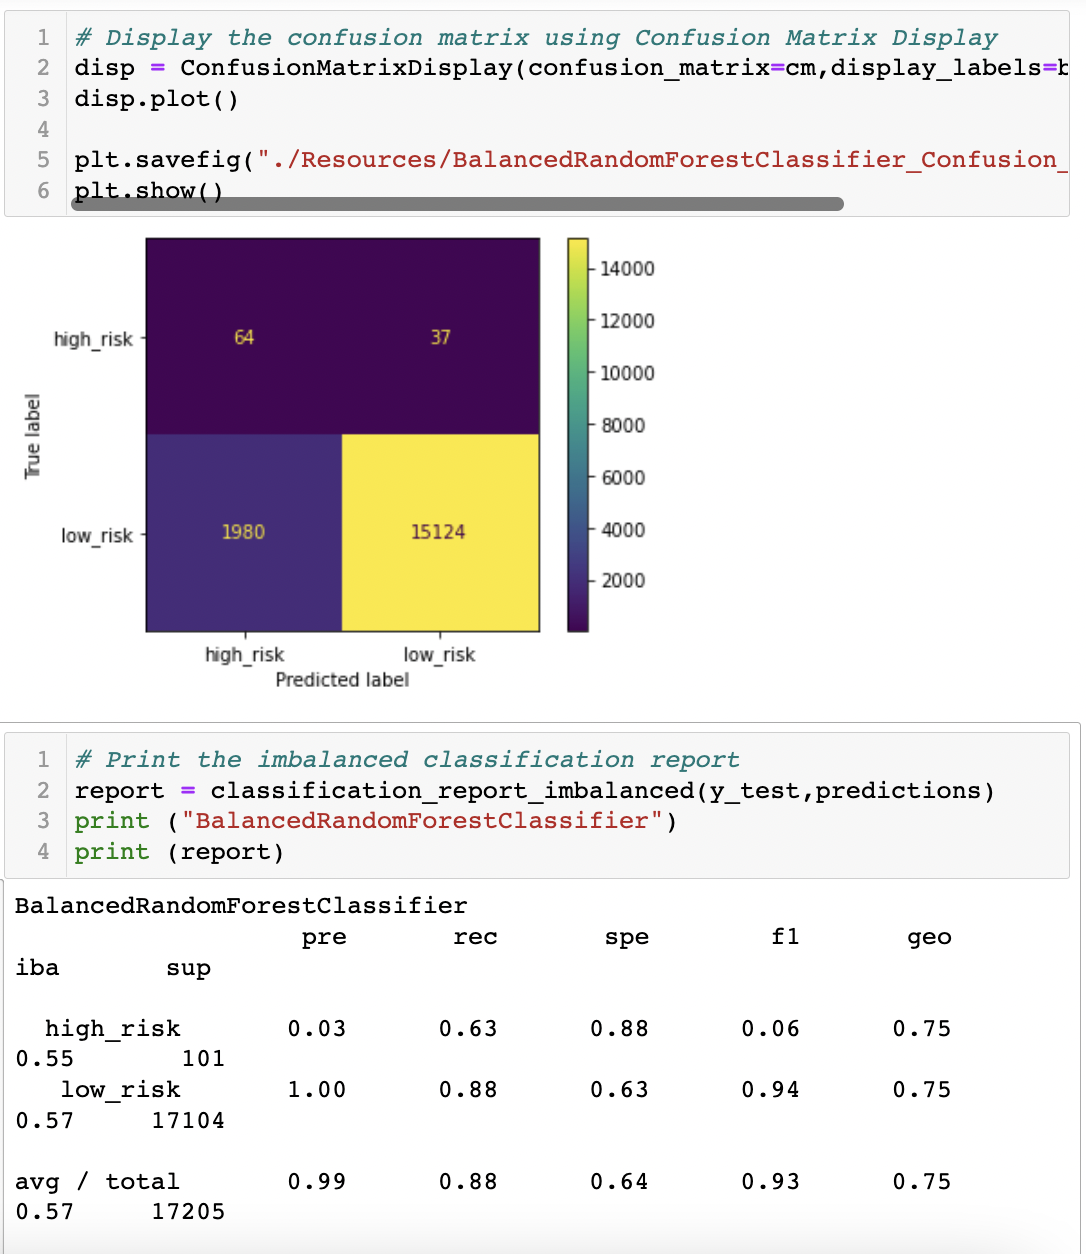 1 # Display the confusion matrix using Confusion Matrix Display
2 disp = ConfusionMatrixDisplay(confusion_matrix=cm,display_labels=b
3 disp.plot()
4
5 plt.savefig("./Resources/BalancedRandomForestClassifier_Confusion_
6 plt.show()
14000
12000
10000
8000
6000
4000
2000
high_risk
64 37
True label
low_risk
1980 15124
high_risk low_risk
Predicted label
1 # Print the imbalanced classification report
2 report = classification_report_imbalanced(y_test,predictions)
3 print ("BalancedRandomForestClassifier")
4 print (report)
BalancedRandomForestClassifier
pre rec spe f1 geo
iba sup
high_risk 0.03 0.63 0.88 0.06 0.75
0.55 101
low_risk 1.00 0.88 0.63 0.94 0.75
0.57 17104
avg / total 0.99 0.88 0.64 0.93 0.75
0.57 17205